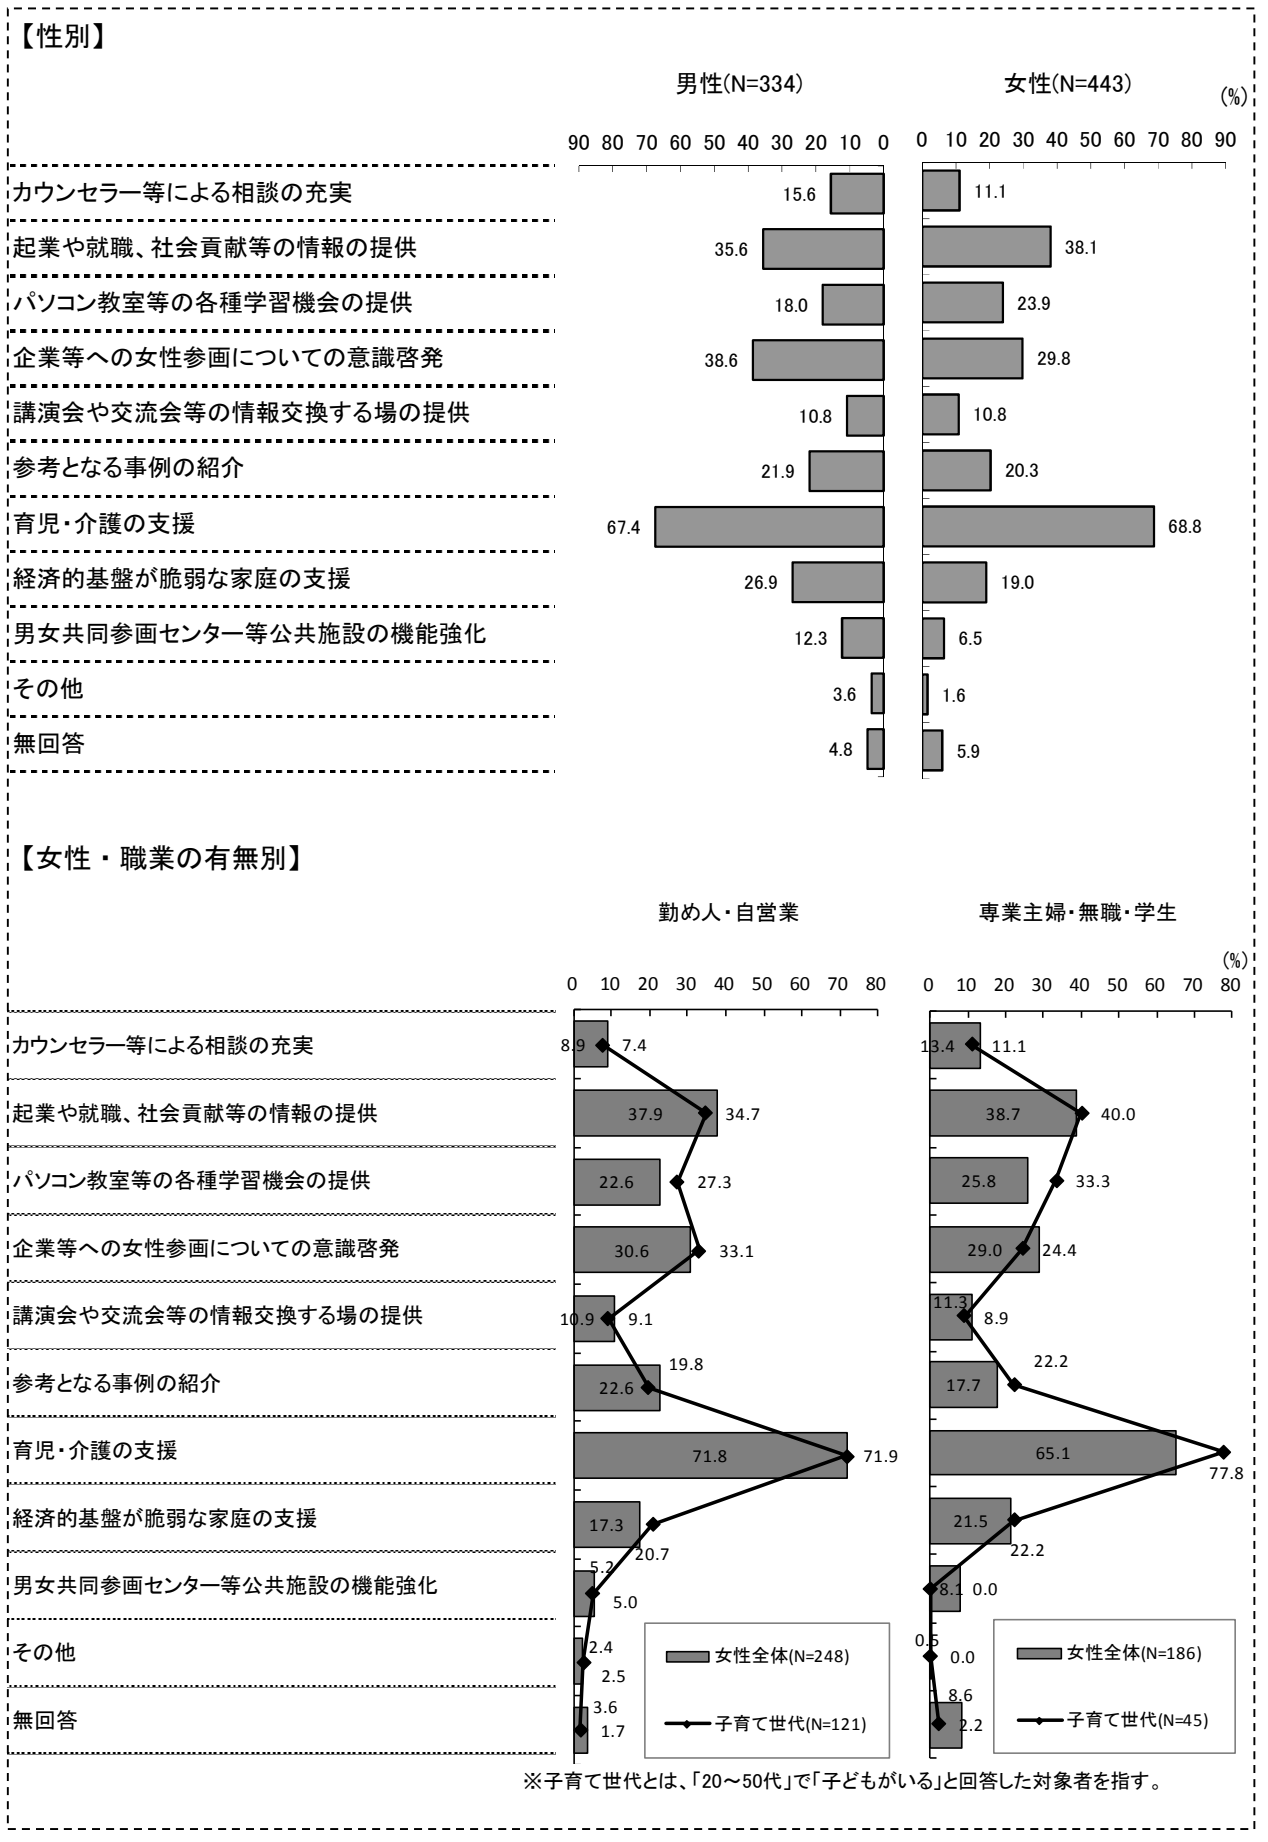 【性別】
男性(N=334)
女性(N=443)
(%)
90 80 70 60 50 40 30 20 10 0
0 10 20 30 40 50 60 70 80 90
カウンセラー等による相談の充実 15.6 11.1
起業や就職、社会貢献等の情報の提供 35.6 38.1
パソコン教室等の各種学習機会の提供 18.0 23.9
企業等への女性参画についての意識啓発 38.6 29.8
講演会や交流会等の情報交換する場の提供 10.8 10.8
参考となる事例の紹介 21.9 20.3
育児・介護の支援 67.4 68.8
経済的基盤が脆弱な家庭の支援 26.9 19.0
男女共同参画センター等公共施設の機能強化 12.3 6.5
その他 3.6 1.6
無回答 4.8 5.9
【女性・職業の有無別】
勤め人・自営業
専業主婦・無職・学生
(%)
0 10 20 30 40 50 60 70 80
0 10 20 30 40 50 60 70 80
カウンセラー等による相談の充実 8.9 7.4 13.4 11.1
起業や就職、社会貢献等の情報の提供 37.9 34.7 38.7 40.0
パソコン教室等の各種学習機会の提供 22.6 27.3 25.8 33.3
企業等への女性参画についての意識啓発 30.6 33.1 29.0 24.4
講演会や交流会等の情報交換する場の提供 10.9 9.1 11.3 8.9
参考となる事例の紹介 22.6 19.8 17.7 22.2
育児・介護の支援 71.8 71.9 65.1 77.8
経済的基盤が脆弱な家庭の支援 17.3 20.7 21.5 22.2
男女共同参画センター等公共施設の機能強化 5.2 5.0 8.1 0.0
その他 2.4 2.5 0.5 0.0
無回答 3.6 1.7 8.6 2.2
女性全体(N=248)
子育て世代(N=121)
女性全体(N=186)
子育て世代(N=45)
※子育て世代とは、「20～50代」で「子どもがいる」と回答した対象者を指す。